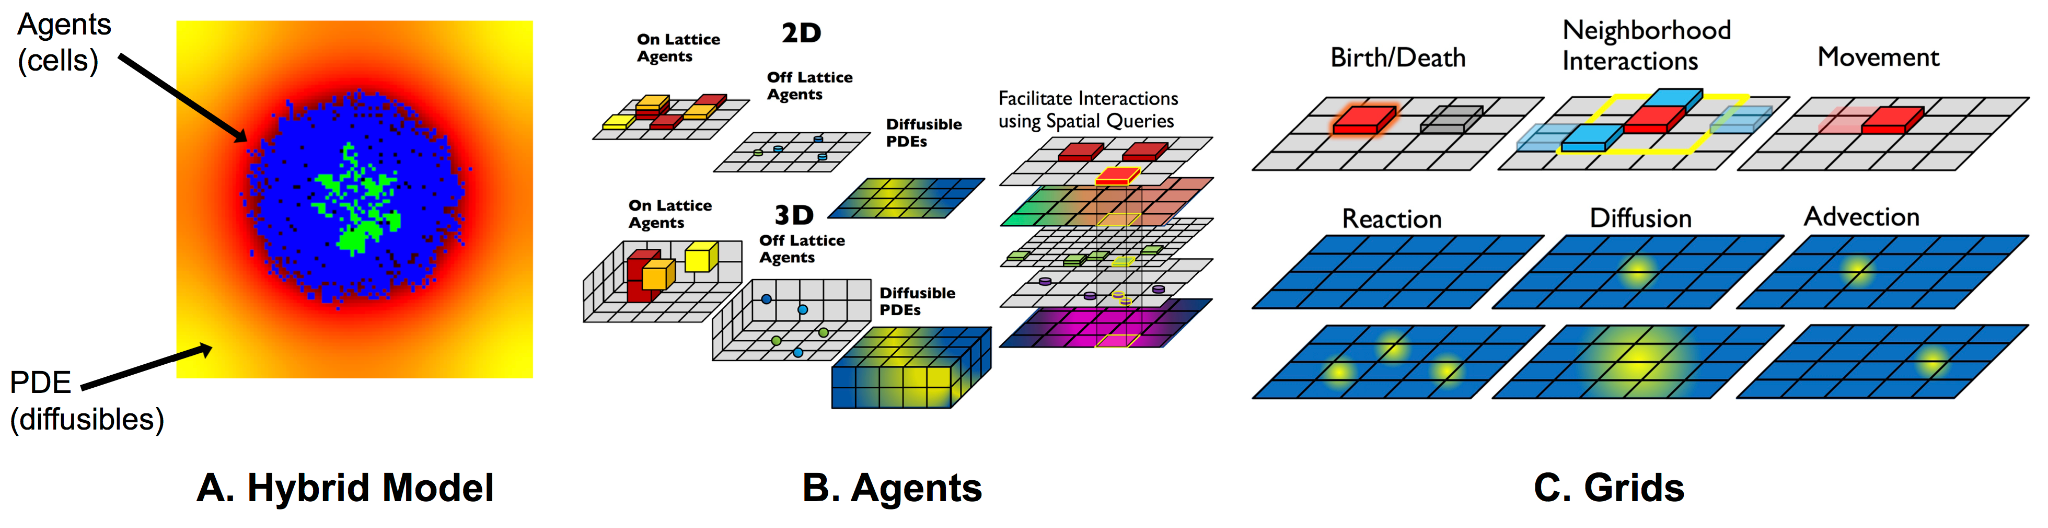 Agents
(cells)
PDE
(diffusibles)
A. Hybrid Model
On Lattice
Agents
2D
Off Lattice
Agents
Diffusible
PDEs
On Lattice
Agents
3D
Off Lattice
Agents
Diffusible
PDEs
Facilitate Interactions
using Spatial Queries
B. Agents
Birth/Death
Neighborhood
Interactions
Movement
Reaction
Diffusion
Advection
C. Grids